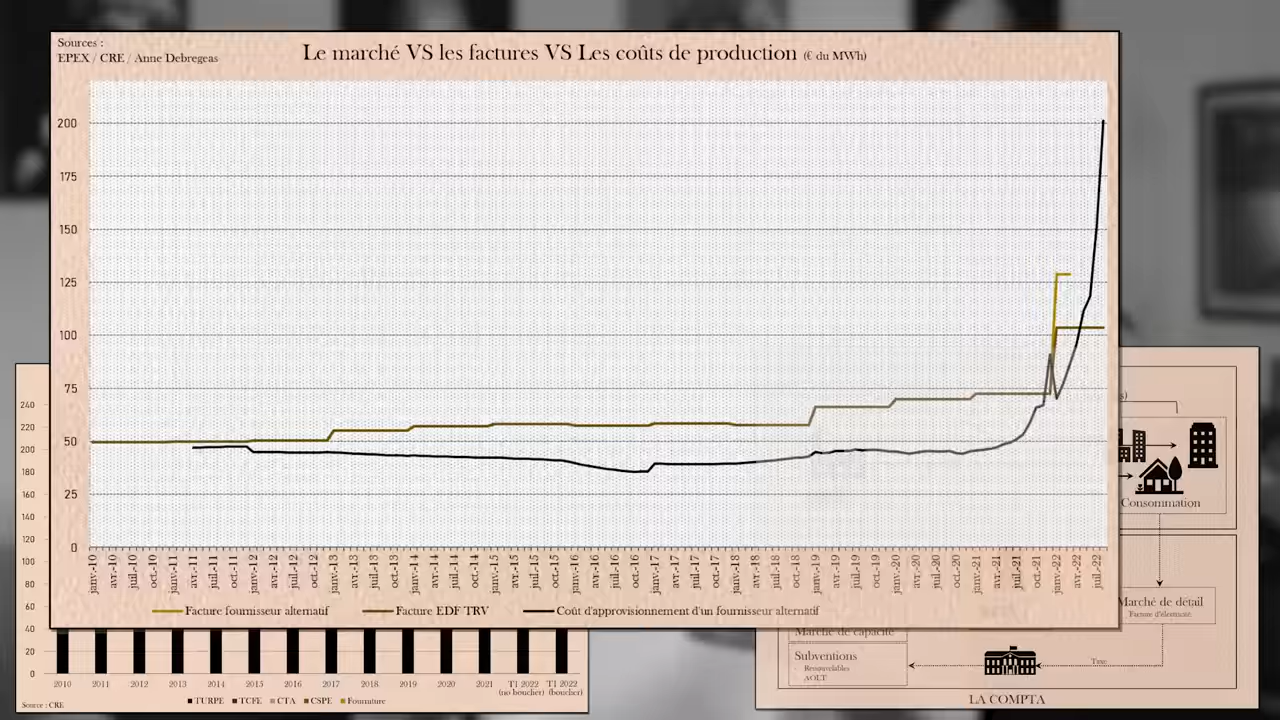 Sources :
EPEX / CRE / Anne Debregeas
Le marché VS les factures VS Les coûts de production (€ du MWh)
200
175
150
125
100
75
50
25
0
janv.-10
avr.-10
juil.-10
oct.-10
janv.-11
avr.-11
juil.-11
oct.-11
janv.-12
avr.-12
juil.-12
oct.-12
janv.-13
avr.-13
juil.-13
oct.-13
janv.-14
avr.-14
juil.-14
oct.-14
janv.-15
avr.-15
juil.-15
oct.-15
janv.-16
avr.-16
juil.-16
oct.-16
janv.-17
avr.-17
juil.-17
oct.-17
janv.-18
avr.-18
juil.-18
oct.-18
janv.-19
avr.-19
juil.-19
oct.-19
janv.-20
avr.-20
juil.-20
oct.-20
janv.-21
avr.-21
juil.-21
oct.-21
janv.-22
avr.-22
juil.-22
Facture fournisseur alternatif
Facture EDF TRV
Coût d'approvisionnement d'un fournisseur alternatif
240
220
200
180
160
140
120
100
80
60
40
20
0
2010
2011
2012
2013
2014
2015
2016
2017
2018
2019
2020
2021
T1 2022
(no bouclier)
T1 2022
(bouclier)
TURPE
TCFE
CTA
CSPE
Fourniture
Source : CRE
s)
Consommation
Marché de détail
Facture d'électricité
Marché de capacité
Subventions
Renouvelables
AOLT
Taxe
LA COMPTA